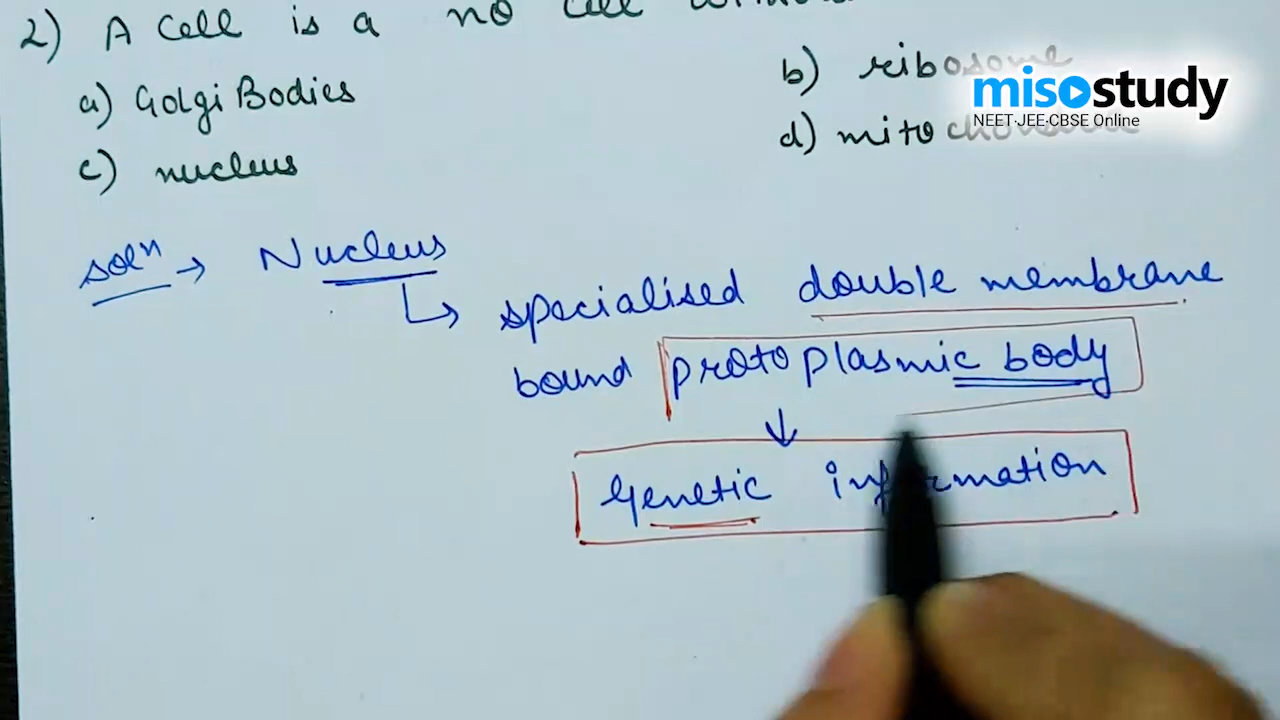 2) A Cell is a no cell
a) Golgi Bodies
b) ribosome
c) nucleus
d) mitochondria
misostudy
NEET·JEE·CBSE Online
solⁿ → Nucleus
↳ specialised double membrane
bound protoplasmic body
↓
Genetic information